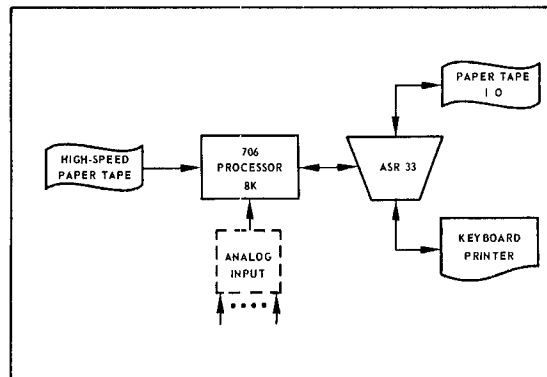 PAPER TAPE
I O
HIGH-SPEED
PAPER TAPE
706
PROCESSOR
8K
ASR 33
ANALOG
INPUT
KEYBOARD
PRINTER